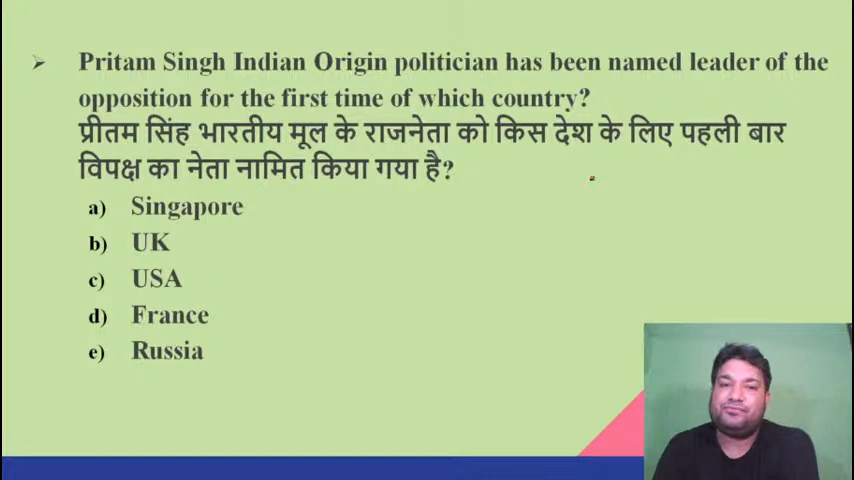 Pritam Singh Indian Origin politician has been named leader of the
opposition for the first time of which country?
प्रीतम सिंह भारतीय मूल के राजनेता को किस देश के लिए पहली बार
विपक्ष का नेता नामित किया गया है?
a) Singapore
b) UK
c) USA
d) France
e) Russia